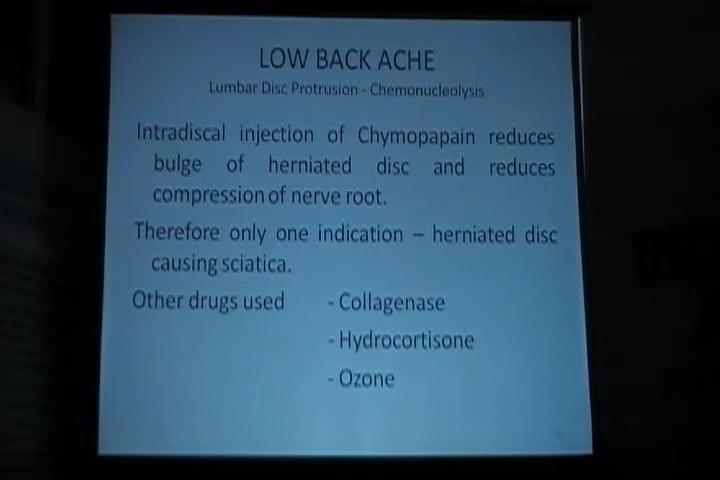 LOW BACK ACHE
Lumbar Disc Protrusion - Chemonucleolysis
Intradiscal injection of Chymopapain reduces
bulge of herniated disc and reduces
compression of nerve root.
Therefore only one indication – herniated disc
causing sciatica.
Other drugs used - Collagenase
- Hydrocortisone
- Ozone